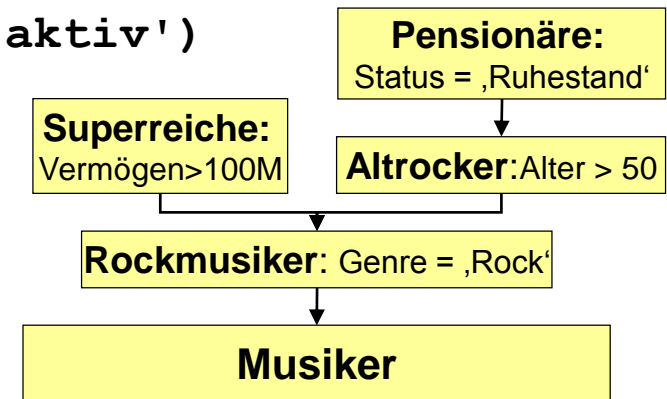 aktiv')
Pensionäre:
Status = ‚Ruhestand‘
Superreiche:
Vermögen>100M
Altrocker:Alter > 50
Rockmusiker: Genre = ‚Rock‘
Musiker